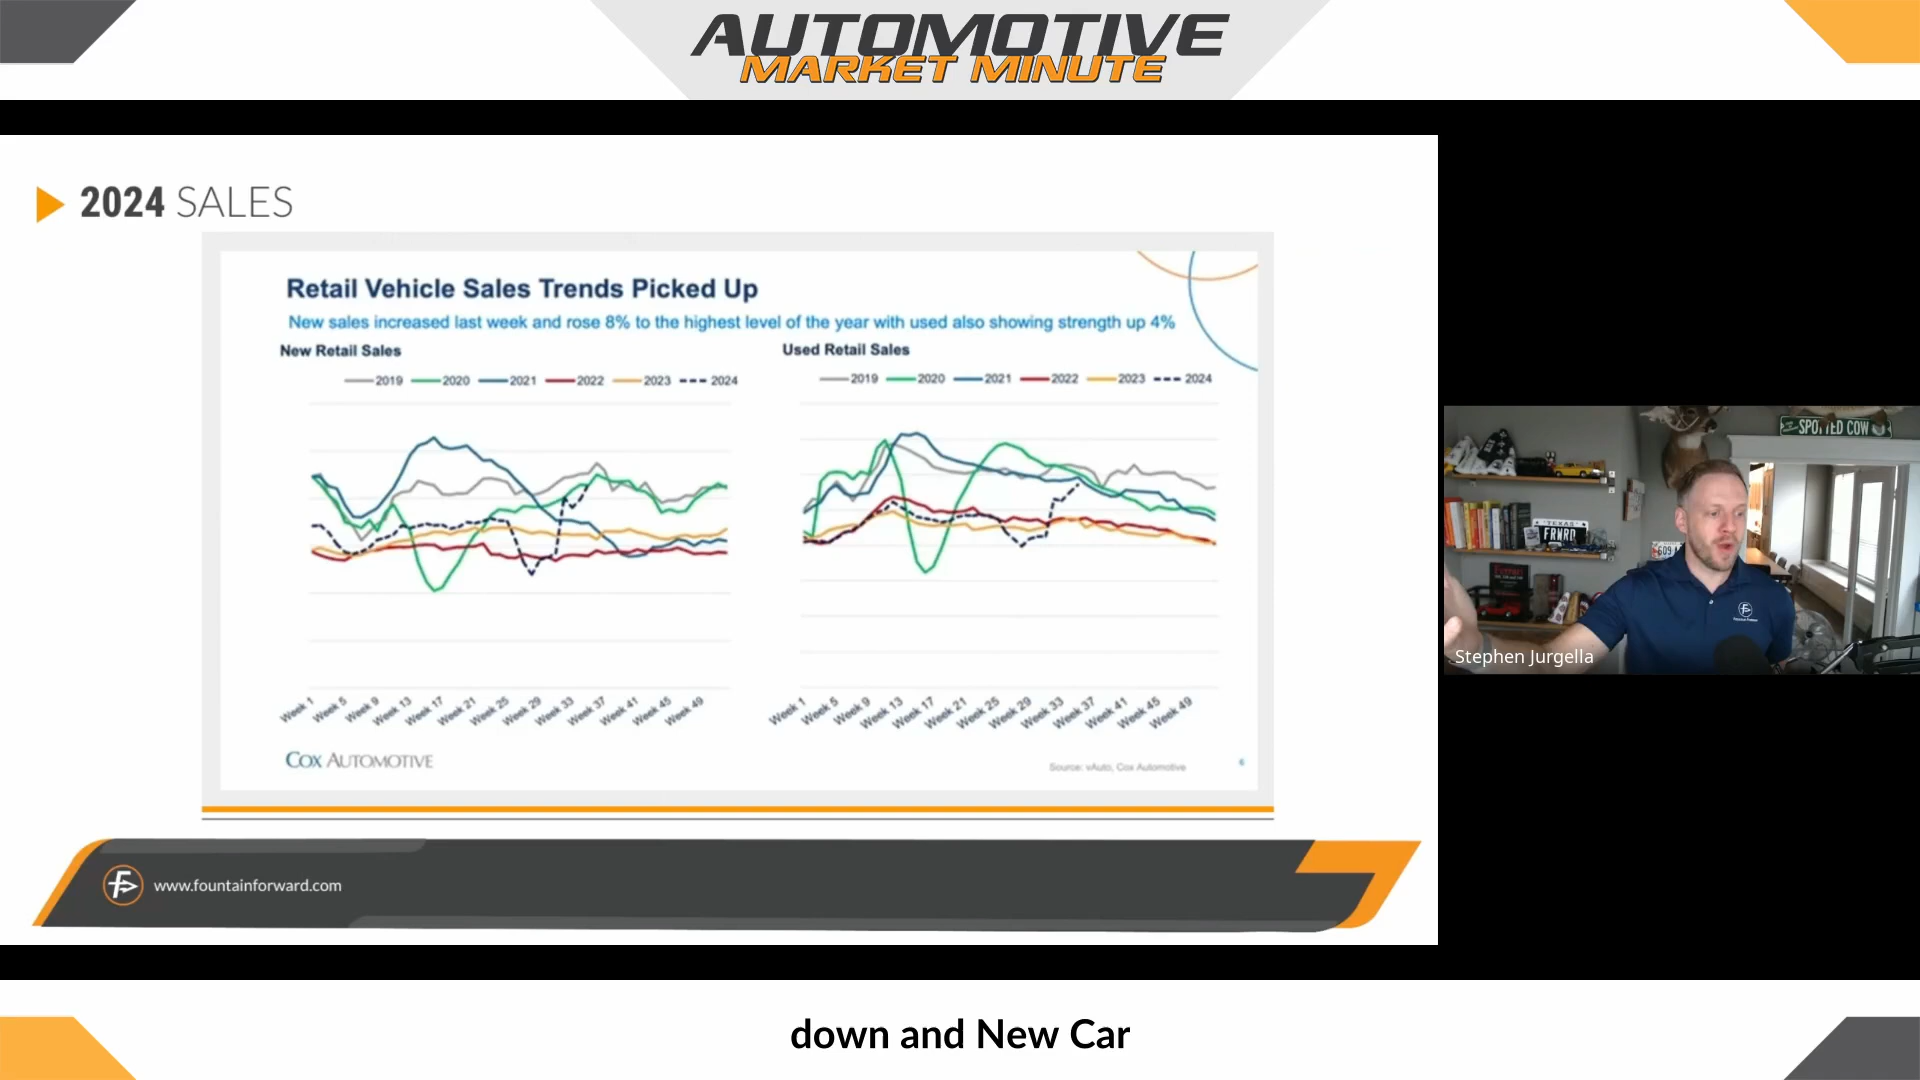 AUTOMOTIVE
MARKET MINUTE
2024 SALES
Retail Vehicle Sales Trends Picked Up
New sales increased last week and rose 8% to the highest level of the year with used also showing strength up 4%
New Retail Sales
2019 2020 2021 2022 2023 2024
Week 1 Week 5 Week 9 Week 13 Week 17 Week 21 Week 25 Week 29 Week 33 Week 37 Week 41 Week 45 Week 49
Used Retail Sales
2019 2020 2021 2022 2023 2024
Week 1 Week 5 Week 9 Week 13 Week 17 Week 21 Week 25 Week 29 Week 33 Week 37 Week 41 Week 45 Week 49
COX AUTOMOTIVE
Source: vAuto, Cox Automotive
6
www.fountainforward.com
SPOTTED COW
TEXAS
FRWRD
609
Ferrari
Stephen Jurgella
down and New Car